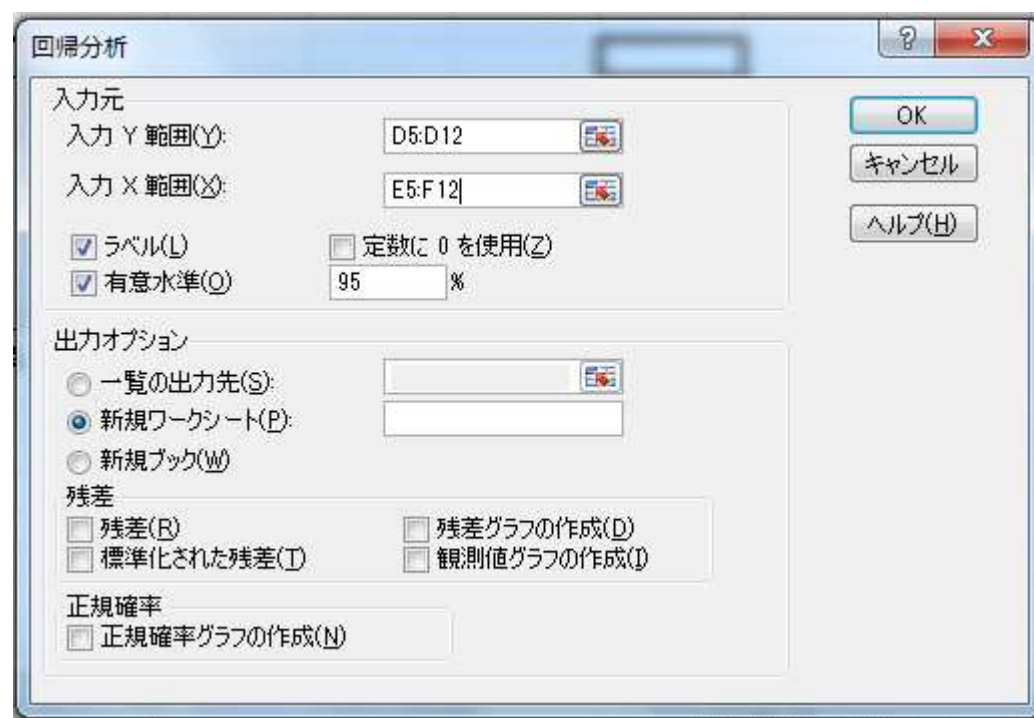 回帰分析
入力元
入力 Y 範囲(Y): D5:D12
入力 X 範囲(X): E5:F12
ラベル(L) 定数に 0 を使用(Z)
有意水準(O) 95 %
OK
キャンセル
ヘルプ(H)
出力オプション
一覧の出力先(S):
新規ワークシート(P):
新規ブック(W)
残差
残差(R) 残差グラフの作成(D)
標準化された残差(T) 観測値グラフの作成(I)
正規確率
正規確率グラフの作成(N)